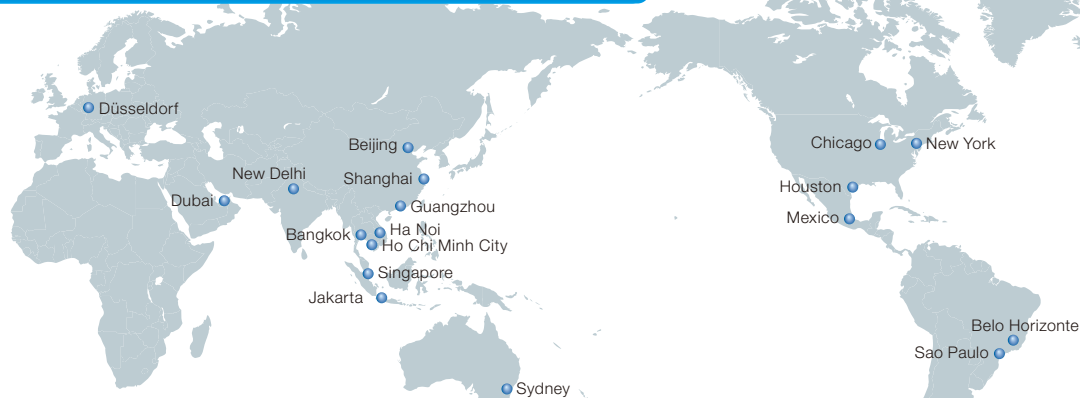 Düsseldorf
Beijing
Chicago
New York
New Delhi
Shanghai
Houston
Dubai
Guangzhou
Mexico
Bangkok
Ha Noi
Ho Chi Minh City
Singapore
Jakarta
Belo Horizonte
Sao Paulo
Sydney